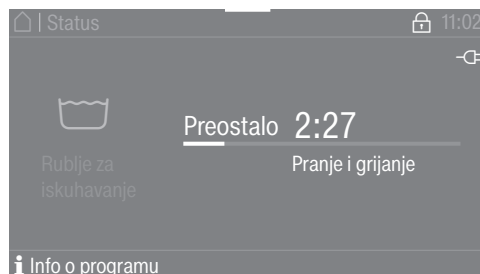 | Status 11:02
Preostalo 2:27
Rublje za
iskuhavanje
Pranje i grijanje
i Info o programu